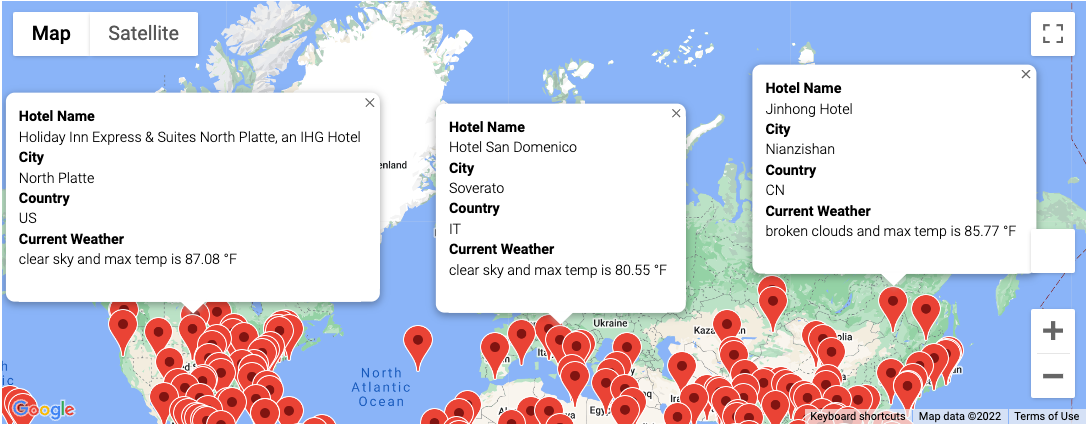 Map
Satellite
Hotel Name
Holiday Inn Express & Suites North Platte, an IHG Hotel
City
North Platte
Country
US
Current Weather
clear sky and max temp is 87.08 °F
Hotel Name
Hotel San Domenico
City
Soverato
Country
IT
Current Weather
clear sky and max temp is 80.55 °F
Hotel Name
Jinhong Hotel
City
Nianzishan
Country
CN
Current Weather
broken clouds and max temp is 85.77 °F
enland
Ukraine
North
Atlantic
Ocean
Google
Keyboard shortcuts
Map data ©2022
Terms of Use